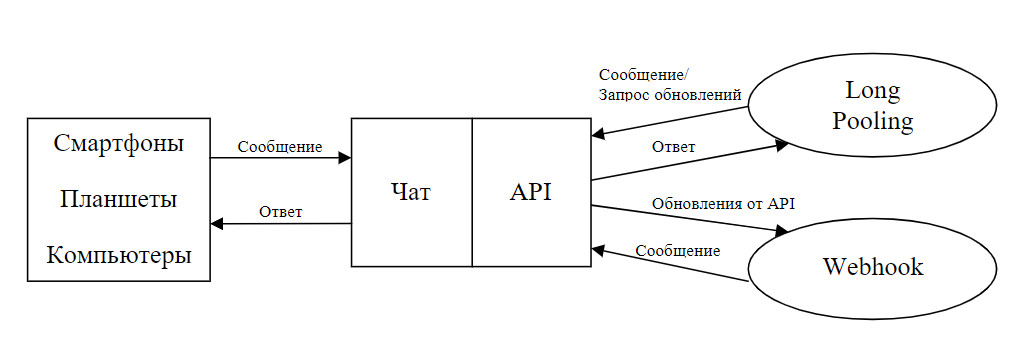 Смартфоны
Планшеты
Компьютеры
Сообщение
Ответ
Чат
API
Сообщение/
Запрос обновлений
Ответ
Обновления от API
Сообщение
Long
Pooling
Webhook